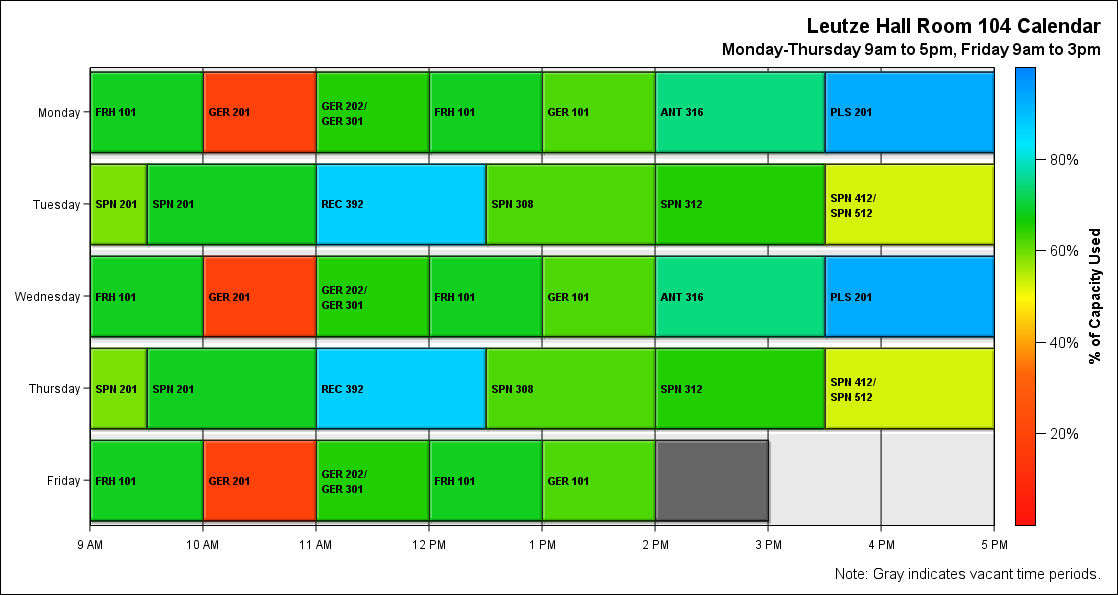 Leutze Hall Room 104 Calendar
Monday-Thursday 9am to 5pm, Friday 9am to 3pm
Monday
FRH 101
GER 201
GER 202/
GER 301
FRH 101
GER 101
ANT 316
PLS 201
Tuesday
SPN 201
SPN 201
REC 392
SPN 308
SPN 312
SPN 412/
SPN 512
Wednesday
FRH 101
GER 201
GER 202/
GER 301
FRH 101
GER 101
ANT 316
PLS 201
Thursday
SPN 201
SPN 201
REC 392
SPN 308
SPN 312
SPN 412/
SPN 512
Friday
FRH 101
GER 201
GER 202/
GER 301
FRH 101
GER 101
9 AM
10 AM
11 AM
12 PM
1 PM
2 PM
3 PM
4 PM
5 PM
80%
60%
40%
20%
% of Capacity Used
Note: Gray indicates vacant time periods.